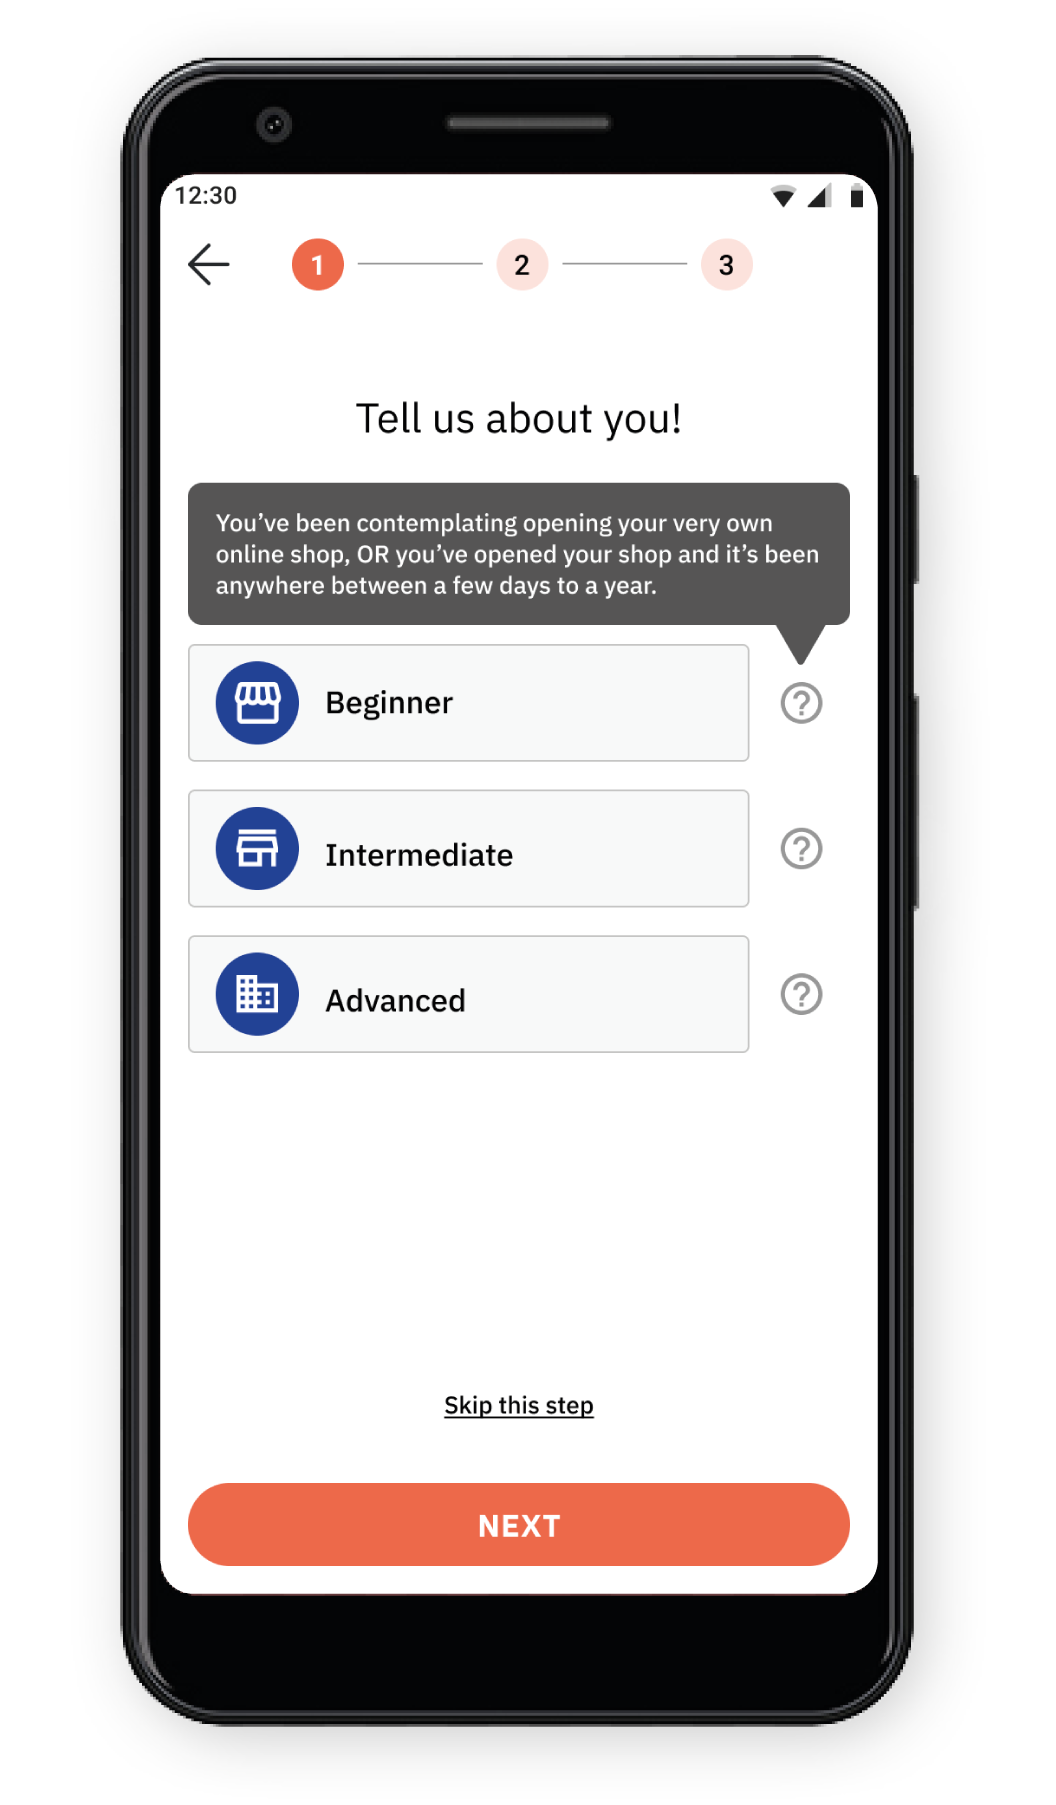 12:30
1 2 3
Tell us about you!
You’ve been contemplating opening your very own
online shop, OR you’ve opened your shop and it’s been
anywhere between a few days to a year.
Beginner ?
Intermediate ?
Advanced ?
Skip this step
NEXT